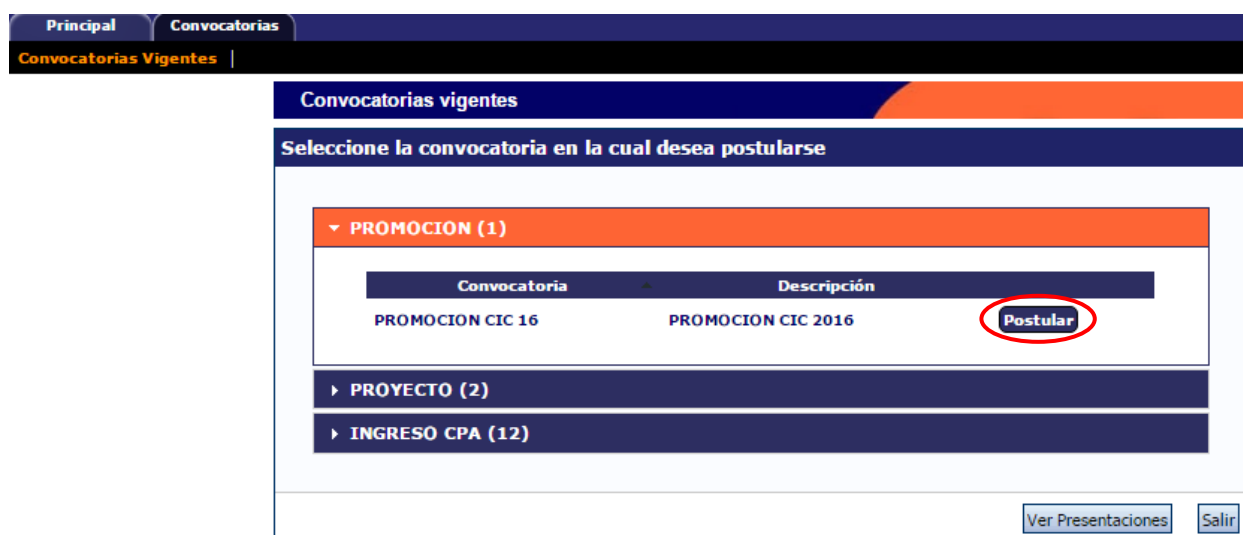 Principal Convocatorias
Convocatorias Vigentes |
Convocatorias vigentes
Seleccione la convocatoria en la cual desea postularse
PROMOCION (1)
Convocatoria Descripción
PROMOCION CIC 16 PROMOCION CIC 2016 Postular
PROYECTO (2)
INGRESO CPA (12)
Ver Presentaciones Salir